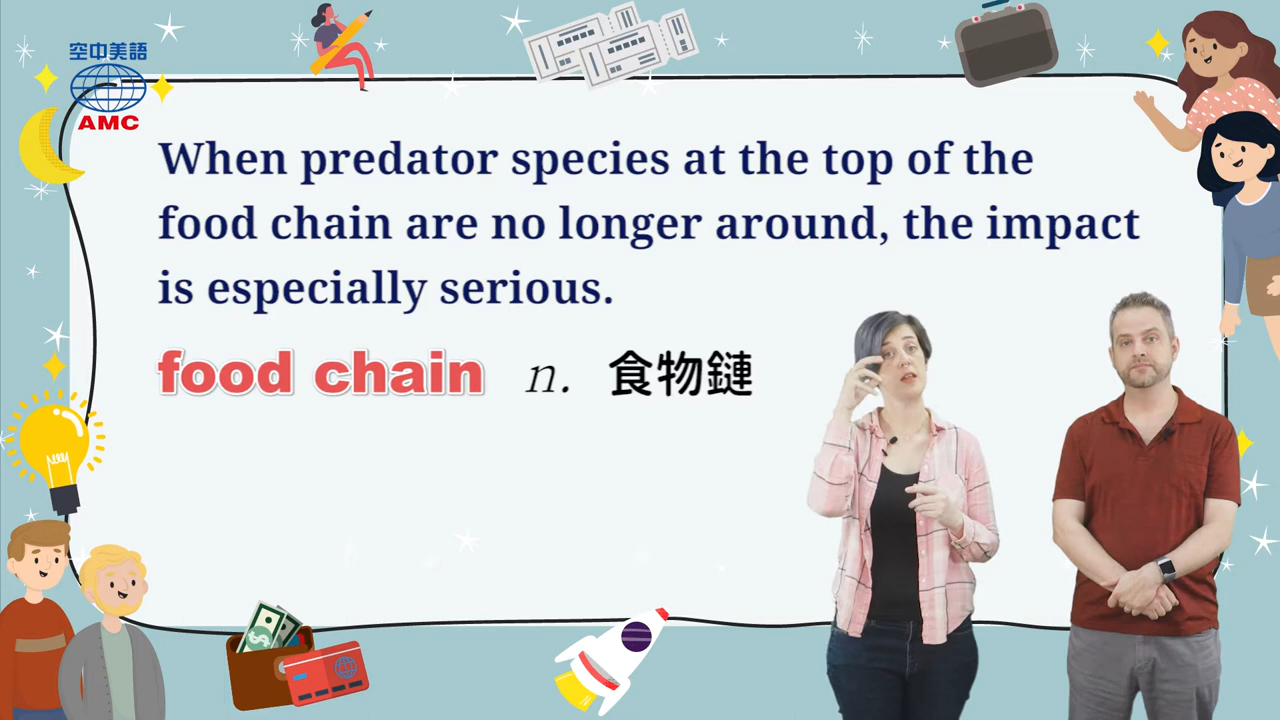 空中美語
AMC
When predator species at the top of the
food chain are no longer around, the impact
is especially serious.
food chain n. 食物鏈